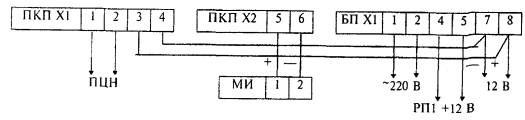 ПКП X1 1 2 3 4 ПКП X2 5 6 БП X1 1 2 4 5 7 8
+ — — +
МИ 1 2
ПЦН ~220 В 12 В
РП1 +12 В